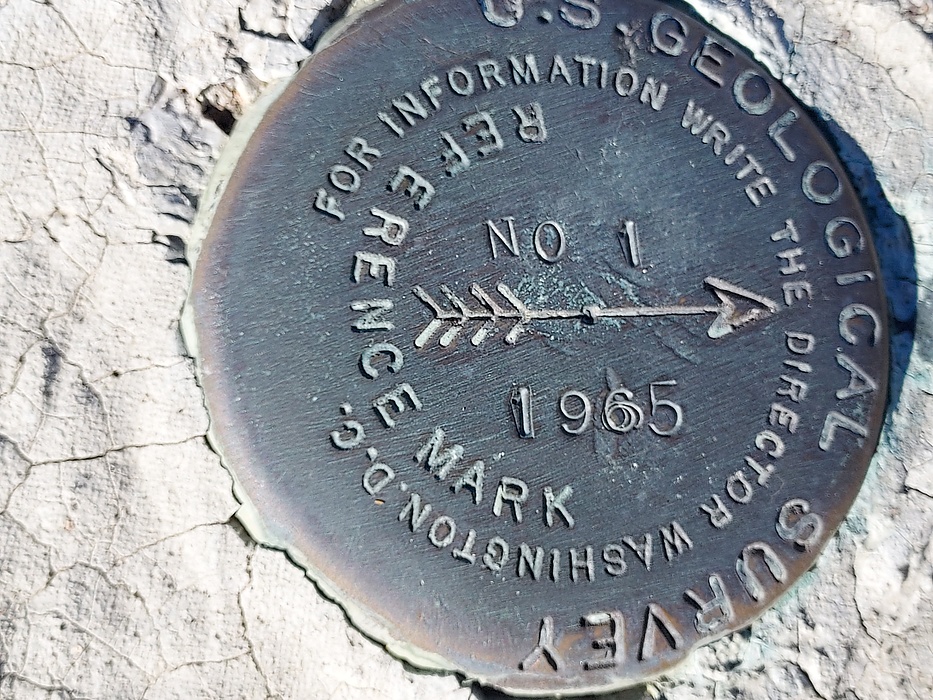 U.S. GEOLOGICAL SURVEY
FOR INFORMATION WRITE THE DIRECTOR WASHINGTON. D. C.
REFERENCE MARK
NO 1
1965